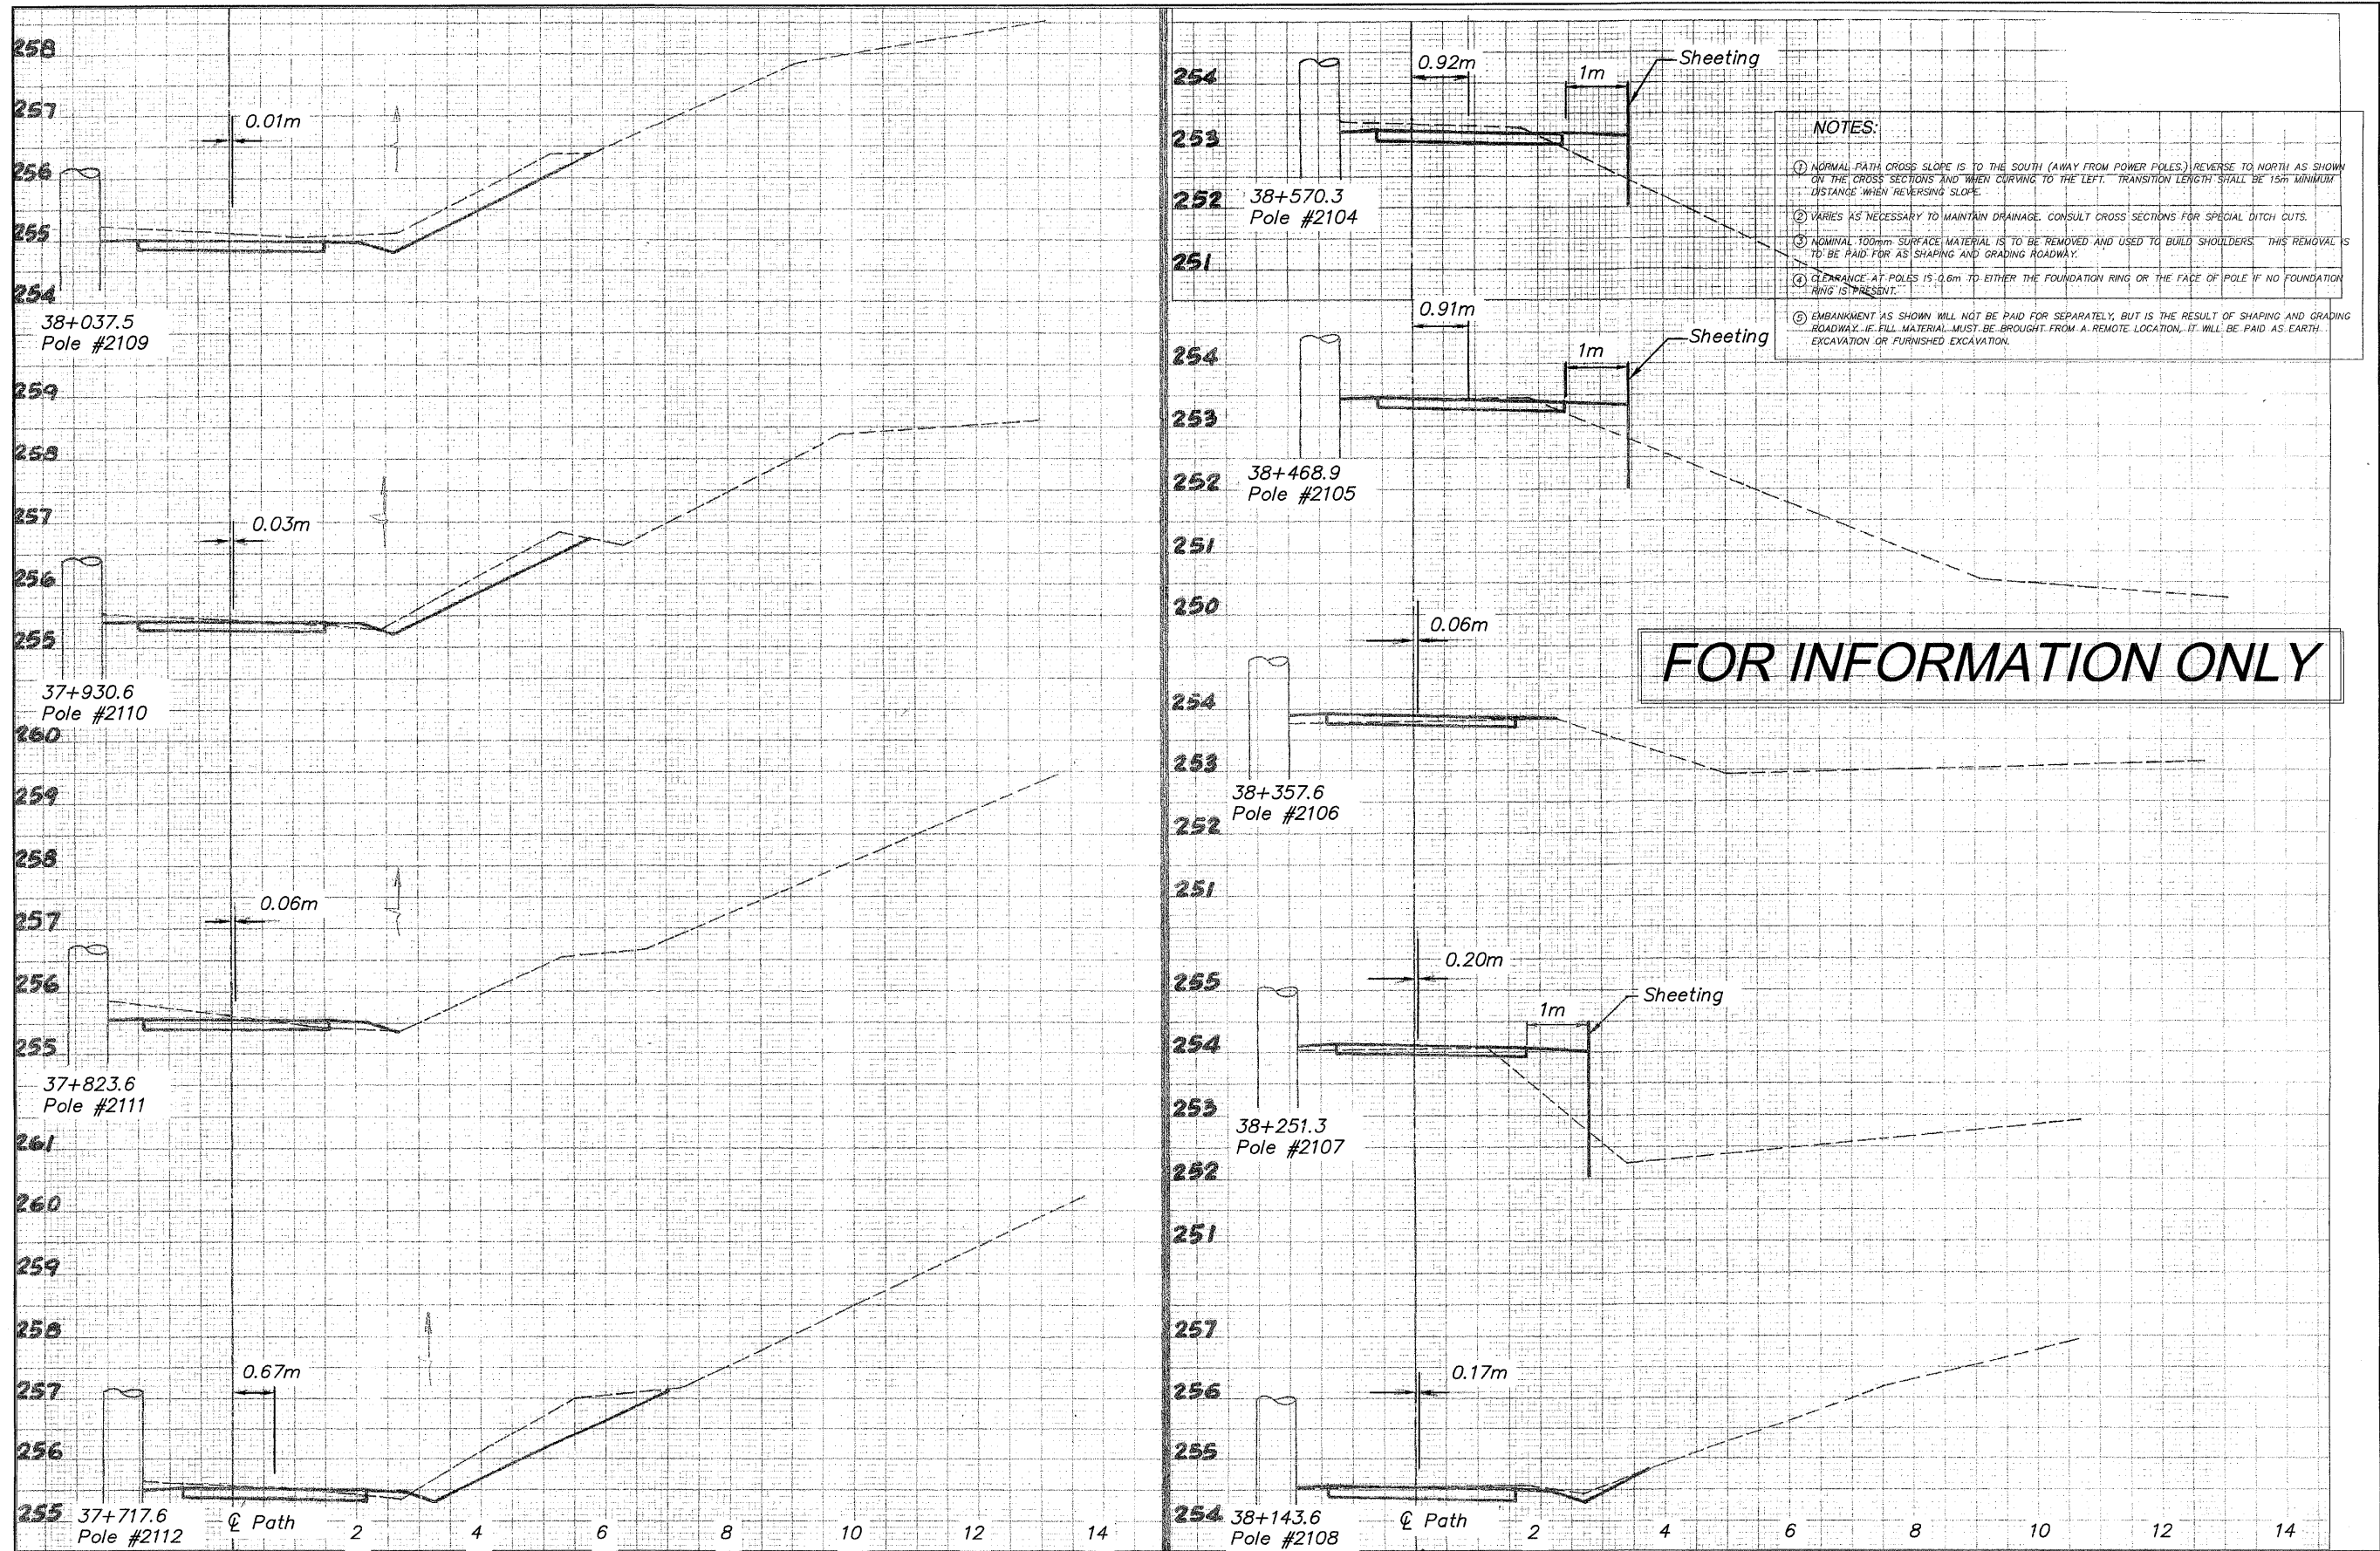 258
257
0.01m
256
255
254
38+037.5
Pole #2109
259
258
257
0.03m
256
255
37+930.6
Pole #2110
260
259
258
257
0.06m
256
255
37+823.6
Pole #2111
261
260
259
258
257
0.67m
256
255
37+717.6
Pole #2112
℄ Path
2 4 6 8 10 12 14
254
0.92m
1m
Sheeting
253
252
38+570.3
Pole #2104
251
0.91m
254
1m
Sheeting
253
252
38+468.9
Pole #2105
251
250
0.06m
254
253
38+357.6
Pole #2106
252
251
0.20m
255
1m
Sheeting
254
253
38+251.3
Pole #2107
252
251
257
0.17m
256
255
254
38+143.6
Pole #2108
℄ Path
2 4 6 8 10 12 14
NOTES:
① NORMAL PATH CROSS SLOPE IS TO THE SOUTH (AWAY FROM POWER POLES.) REVERSE TO NORTH AS SHOWN
ON THE CROSS SECTIONS AND WHEN CURVING TO THE LEFT. TRANSITION LENGTH SHALL BE 15m MINIMUM
DISTANCE WHEN REVERSING SLOPE.
② VARIES AS NECESSARY TO MAINTAIN DRAINAGE. CONSULT CROSS SECTIONS FOR SPECIAL DITCH CUTS.
③ NOMINAL 100mm SURFACE MATERIAL IS TO BE REMOVED AND USED TO BUILD SHOULDERS. THIS REMOVAL IS
TO BE PAID FOR AS SHAPING AND GRADING ROADWAY.
④ CLEARANCE AT POLES IS 0.6m TO EITHER THE FOUNDATION RING OR THE FACE OF POLE IF NO FOUNDATION
RING IS PRESENT.
⑤ EMBANKMENT AS SHOWN WILL NOT BE PAID FOR SEPARATELY, BUT IS THE RESULT OF SHAPING AND GRADING
ROADWAY. IF FILL MATERIAL MUST BE BROUGHT FROM A REMOTE LOCATION, IT WILL BE PAID AS EARTH
EXCAVATION OR FURNISHED EXCAVATION.
FOR INFORMATION ONLY